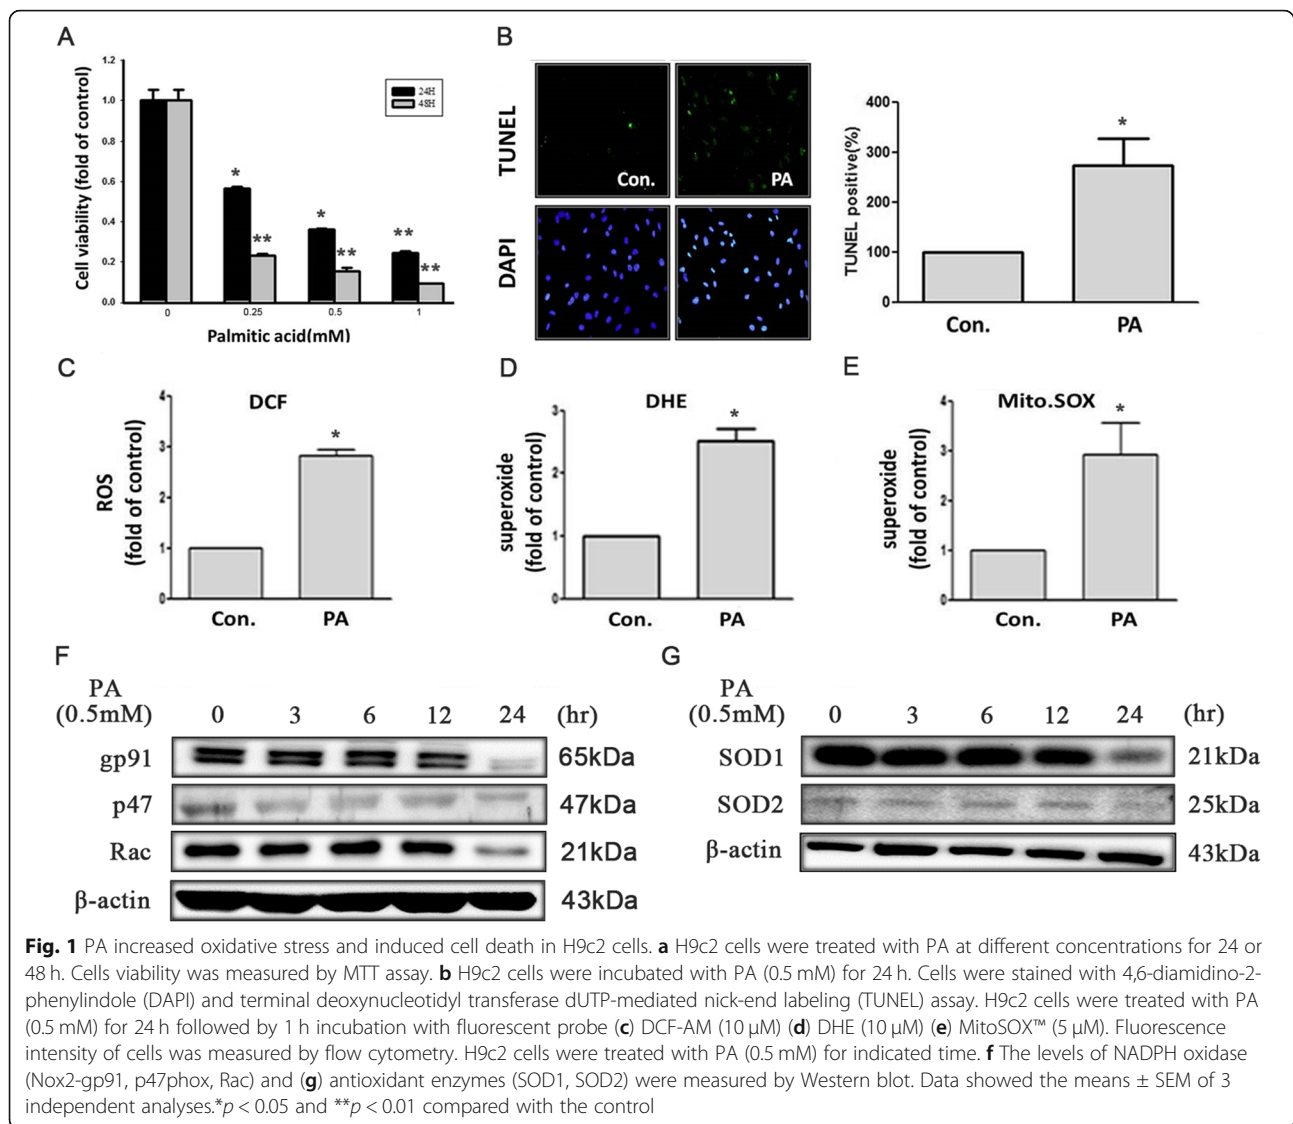 A
Cell viability (fold of control)
1.2
1.0
0.8
0.6
0.4
0.2
0.0
24H
48H
*
**
*
**
**
**
0
0.25
0.5
1
Palmitic acid(mM)
B
TUNEL
Con.
PA
DAPI
TUNEL positive(%)
400
300
200
100
0
*
Con.
PA
C
DCF
ROS
(fold of control)
4
3
2
1
0
*
Con.
PA
D
DHE
superoxide
(fold of control)
3
2
1
0
*
Con.
PA
E
Mito.SOX
superoxide
(fold of control)
4
3
2
1
0
*
Con.
PA
F
PA
(0.5mM) 0 3 6 12 24 (hr)
gp91 65kDa
p47 47kDa
Rac 21kDa
β-actin 43kDa
G
PA
(0.5mM) 0 3 6 12 24 (hr)
SOD1 21kDa
SOD2 25kDa
β-actin 43kDa
Fig. 1 PA increased oxidative stress and induced cell death in H9c2 cells. a H9c2 cells were treated with PA at different concentrations for 24 or
48 h. Cells viability was measured by MTT assay. b H9c2 cells were incubated with PA (0.5 mM) for 24 h. Cells were stained with 4,6-diamidino-2-
phenylindole (DAPI) and terminal deoxynucleotidyl transferase dUTP-mediated nick-end labeling (TUNEL) assay. H9c2 cells were treated with PA
(0.5 mM) for 24 h followed by 1 h incubation with fluorescent probe (c) DCF-AM (10 μM) (d) DHE (10 μM) (e) MitoSOX™ (5 μM). Fluorescence
intensity of cells was measured by flow cytometry. H9c2 cells were treated with PA (0.5 mM) for indicated time. f The levels of NADPH oxidase
(Nox2-gp91, p47phox, Rac) and (g) antioxidant enzymes (SOD1, SOD2) were measured by Western blot. Data showed the means ± SEM of 3
independent analyses.*p < 0.05 and **p < 0.01 compared with the control